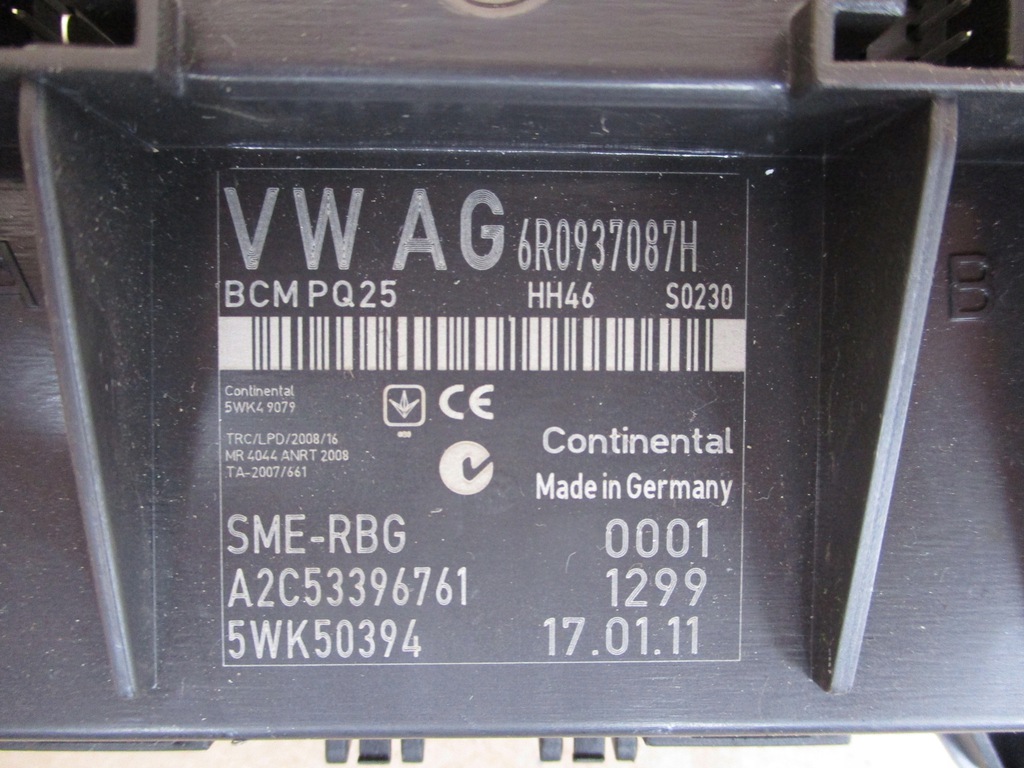 VW AG 6R0937087H
BCM PQ25 HH46 S0230
Continental
5WK4 9079
CE
TRC/LPD/2008/16
MR 4044 ANRT 2008
TA-2007/661
Continental
Made in Germany
SME-RBG 0001
A2C53396761 1299
5WK50394 17.01.11
A
B